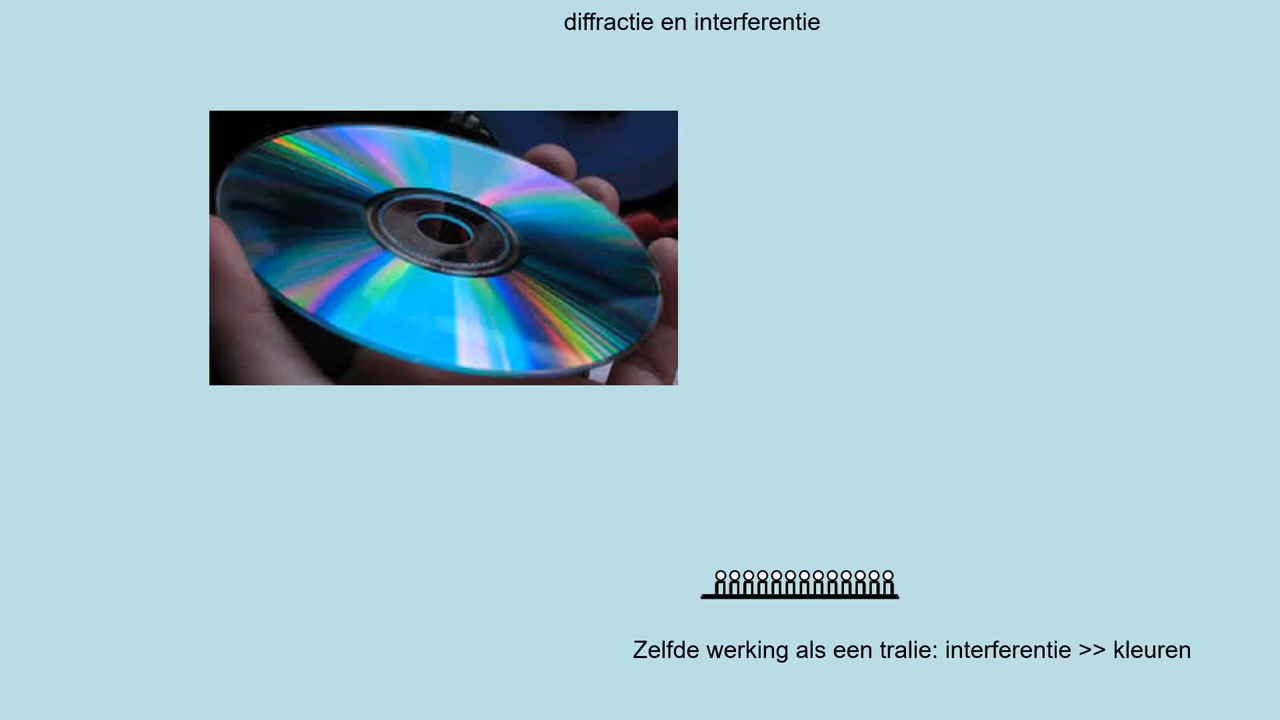 diffractie en interferentie
Zelfde werking als een tralie: interferentie >> kleuren